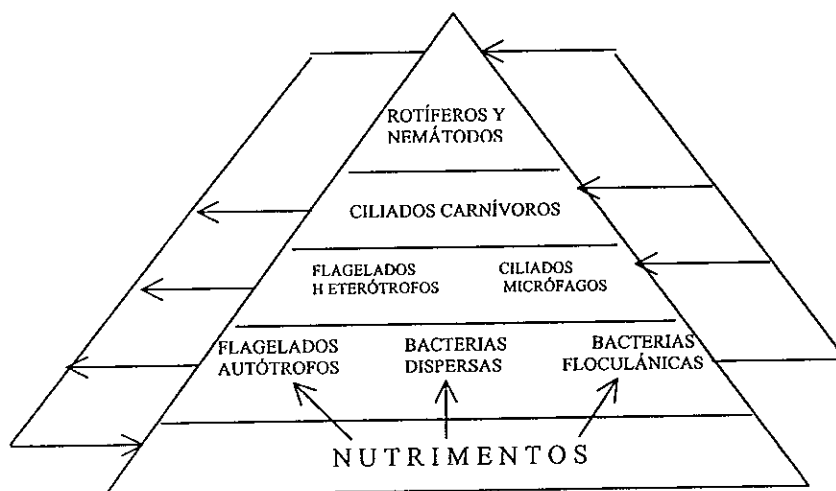 ROTÍFEROS Y
NEMÁTODOS
CILIADOS CARNÍVOROS
FLAGELADOS
H ETERÓTROFOS
CILIADOS
MICRÓFAGOS
FLAGELADOS
AUTÓTROFOS
BACTERIAS
DISPERSAS
BACTERIAS
FLOCULÁNICAS
NUTRIMENTOS